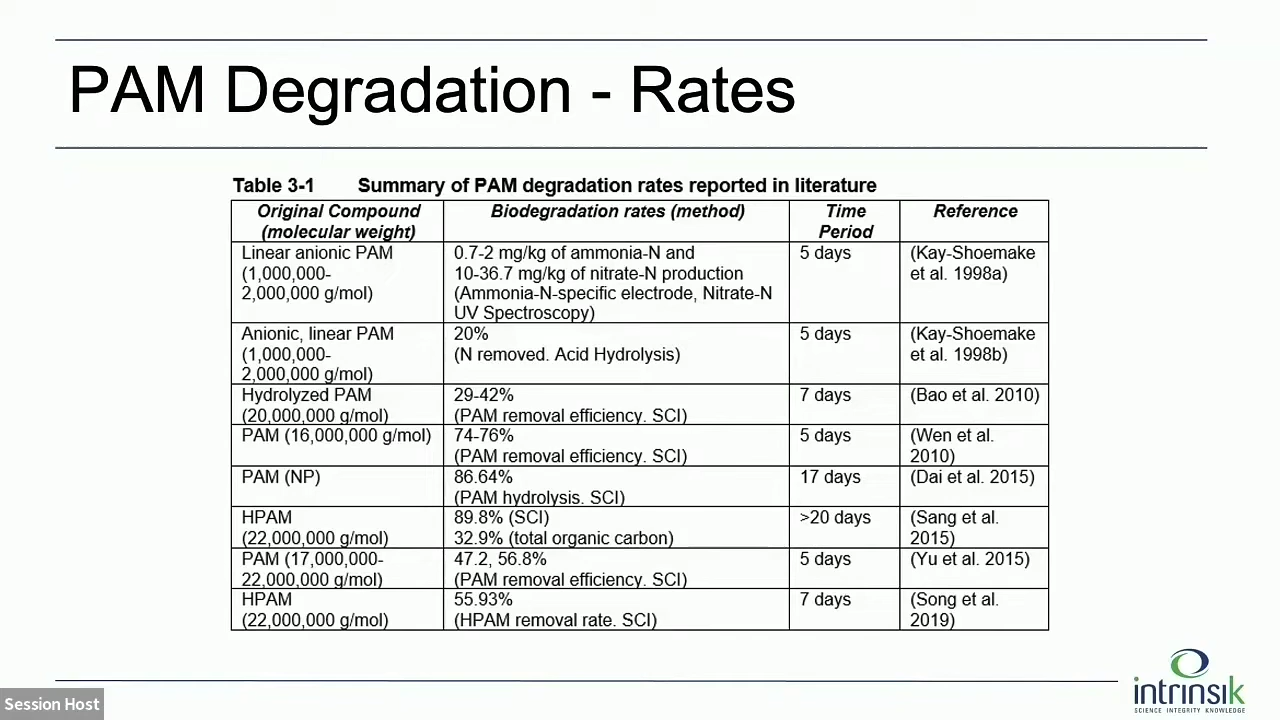 PAM Degradation - Rates
Table 3-1 Summary of PAM degradation rates reported in literature
Original Compound (molecular weight) Biodegradation rates (method) Time Period Reference
Linear anionic PAM (1,000,000-2,000,000 g/mol) 0.7-2 mg/kg of ammonia-N and 10-36.7 mg/kg of nitrate-N production (Ammonia-N-specific electrode, Nitrate-N UV Spectroscopy) 5 days (Kay-Shoemake et al. 1998a)
Anionic, linear PAM (1,000,000-2,000,000 g/mol) 20% (N removed. Acid Hydrolysis) 5 days (Kay-Shoemake et al. 1998b)
Hydrolyzed PAM (20,000,000 g/mol) 29-42% (PAM removal efficiency. SCI) 7 days (Bao et al. 2010)
PAM (16,000,000 g/mol) 74-76% (PAM removal efficiency. SCI) 5 days (Wen et al. 2010)
PAM (NP) 86.64% (PAM hydrolysis. SCI) 17 days (Dai et al. 2015)
HPAM (22,000,000 g/mol) 89.8% (SCI) 32.9% (total organic carbon) >20 days (Sang et al. 2015)
PAM (17,000,000-22,000,000 g/mol) 47.2, 56.8% (PAM removal efficiency. SCI) 5 days (Yu et al. 2015)
HPAM (22,000,000 g/mol) 55.93% (HPAM removal rate. SCI) 7 days (Song et al. 2019)
intrinsik
SCIENCE INTEGRITY KNOWLEDGE
Session Host